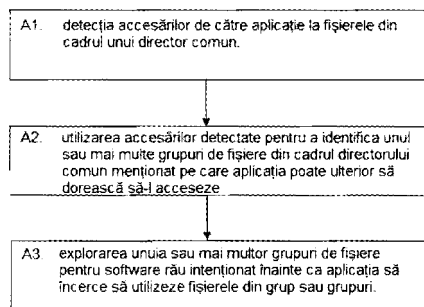 A1. detecția accesărilor de către aplicație la fișierele din
cadrul unui director comun.
A2. utilizarea accesărilor detectate pentru a identifica unul
sau mai multe grupuri de fișiere din cadrul directorului
comun menționat pe care aplicația poate ulterior să
dorească să-l acceseze
A3. explorarea unuia sau mai multor grupuri de fișiere
pentru software rău intenționat înainte ca aplicația să
încerce să utilizeze fișierele din grup sau grupuri.